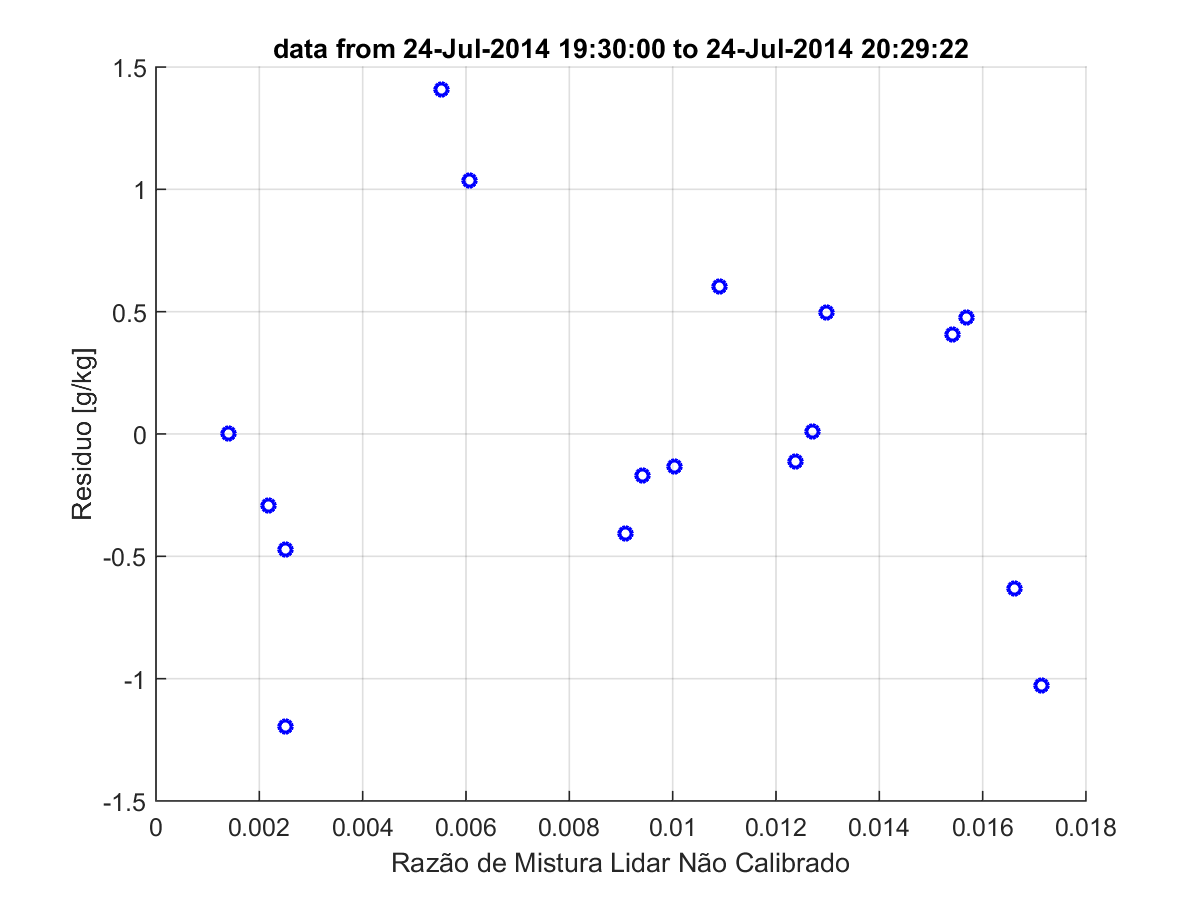 data from 24-Jul-2014 19:30:00 to 24-Jul-2014 20:29:22
1.5
1
0.5
0
-0.5
-1
-1.5
Residuo [g/kg]
0 0.002 0.004 0.006 0.008 0.01 0.012 0.014 0.016 0.018
Razão de Mistura Lidar Não Calibrado